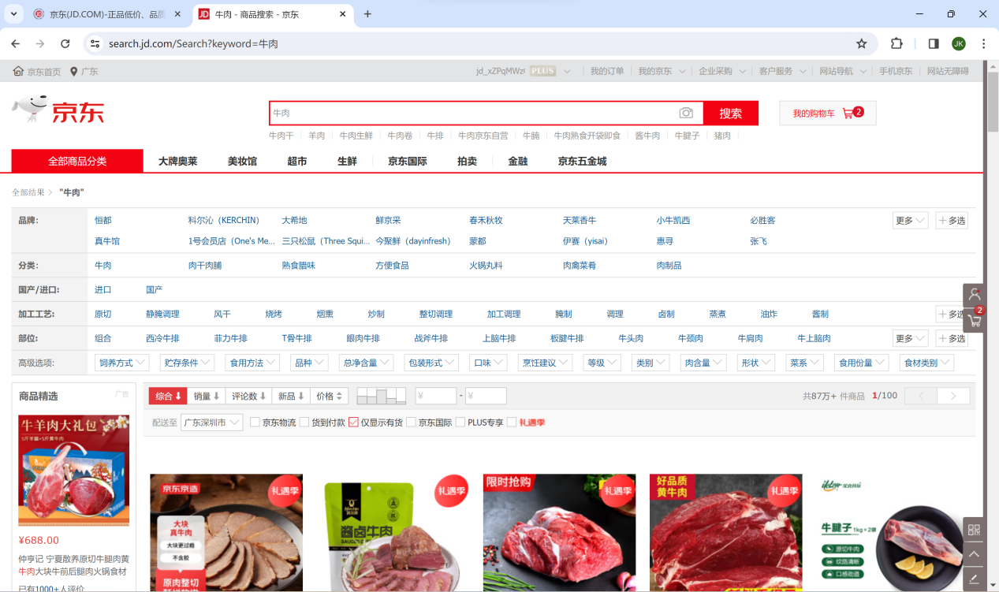 京东(JD.COM)-正品低价、品质
牛肉 - 商品搜索 - 京东
search.jd.com/Search?keyword=牛肉
JK
京东首页 广东
PLUS 我的订单 我的京东 企业采购 客户服务 网站导航 手机京东 网站无障碍
京东
牛肉
搜索
我的购物车 2
牛肉干 羊肉 牛肉生鲜 牛肉卷 牛排 牛肉京东自营 牛腩 牛肉熟食开袋即食 酱牛肉 牛腱子 猪肉
全部商品分类 大牌奥莱 美妆馆 超市 生鲜 京东国际 拍卖 金融 京东五金城
全部结果 > "牛肉"
品牌: 恒都 科尔沁（KERCHIN） 大希地 鲜京采 春禾秋牧 天莱香牛 小牛凯西 必胜客 更多 多选
真牛馆 1号会员店（One's Me... 三只松鼠（Three Squi... 今聚鲜（dayinfresh） 蒙都 伊赛（yisai） 惠寻 张飞
分类: 牛肉 肉干肉脯 熟食腊味 方便食品 火锅丸料 肉禽菜肴 肉制品
国产/进口: 进口 国产
加工工艺: 原切 静腌调理 风干 烧烤 烟熏 炒制 整切调理 加工调理 腌制 调理 卤制 蒸煮 油炸 酱制 多选
2
部位: 组合 西冷牛排 菲力牛排 T骨牛排 眼肉牛排 战斧牛排 上脑牛排 板腱牛排 牛头肉 牛颈肉 牛肩肉 牛上脑肉 更多 多选
高级选项: 饲养方式 贮存条件 食用方法 品种 总净含量 包装形式 口味 烹饪建议 等级 类别 肉含量 形状 菜系 食用份量 食材类别
商品精选 广告
综合 销量 评论数 新品 价格 ¥ - ¥ 共87万+ 件商品 1/100
配送至 广东深圳市 京东物流 货到付款 仅显示有货 京东国际 PLUS专享 礼遇季
牛羊肉大礼包
5斤羊腿+5斤黄牛肉
¥688.00
仲亨记 宁夏散养原切牛腿肉黄
牛肉大块牛前后腿肉火锅食材
已有1000+人评价
京东京造
礼遇季
大块
真牛肉
大块更过瘾
不含胶
原肉整切
礼遇季
酱卤牛肉
限时抢购
礼遇季
好品质
黄牛肉
礼遇季
牛腱子 1kg×2袋
原切牛肉
纹路清晰
口感劲道